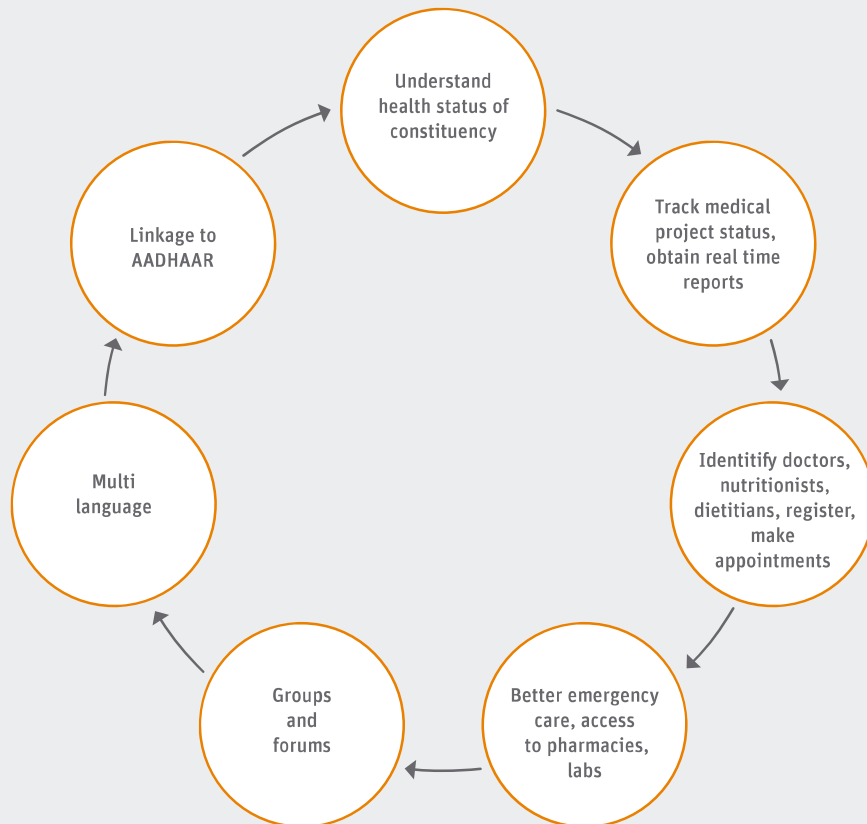 Understand
health status of
constituency
Track medical
project status,
obtain real time
reports
Identitify doctors,
nutritionists,
dietitians, register,
make
appointments
Better emergency
care, access
to pharmacies,
labs
Groups
and
forums
Multi
language
Linkage to
AADHAAR